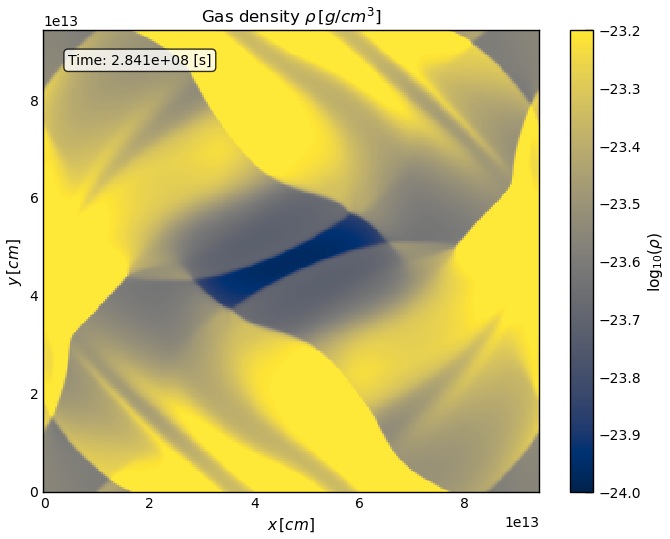 Gas density ρ [g/cm³]
1e13
Time: 2.841e+08 [s]
8
6
4
2
0
y [cm]
0 2 4 6 8
1e13
x [cm]
−23.2
−23.3
−23.4
−23.5
−23.6
−23.7
−23.8
−23.9
−24.0
log₁₀(ρ)